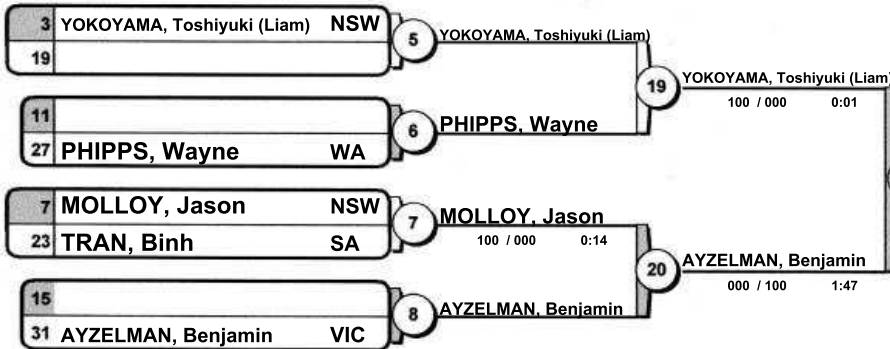 3 YOKOYAMA, Toshiyuki (Liam) NSW
19
5
YOKOYAMA, Toshiyuki (Liam)
11
27 PHIPPS, Wayne WA
6
PHIPPS, Wayne
19
YOKOYAMA, Toshiyuki (Liam)
100 / 000 0:01
7 MOLLOY, Jason NSW
23 TRAN, Binh SA
7
MOLLOY, Jason
100 / 000 0:14
15
31 AYZELMAN, Benjamin VIC
8
AYZELMAN, Benjamin
20
AYZELMAN, Benjamin
000 / 100 1:47